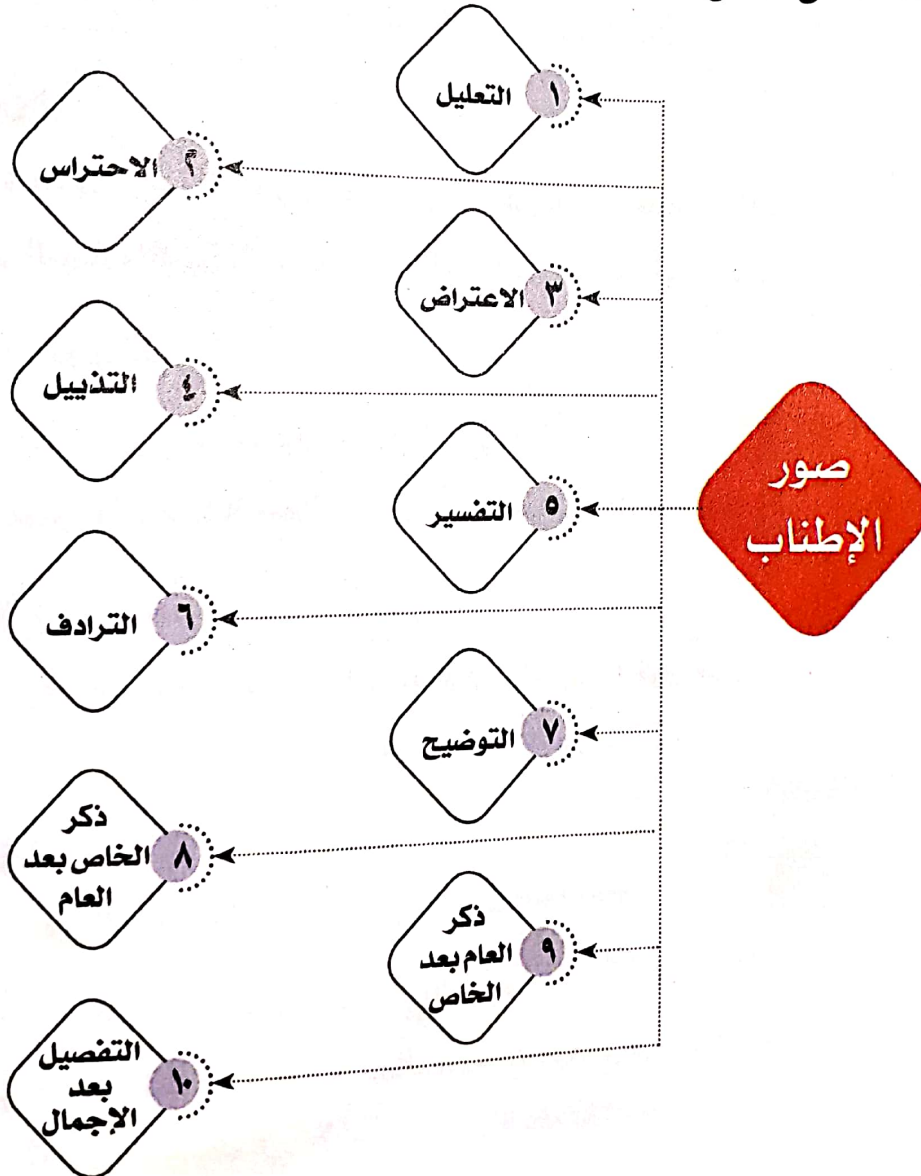 صور
الإطناب
١ التعليل
٢ الاحتراس
٣ الاعتراض
٤ التذييل
٥ التفسير
٦ الترادف
٧ التوضيح
٨ ذكر
الخاص بعد
العام
٩ ذكر
العام بعد
الخاص
١٠ التفصيل
بعد
الإجمال